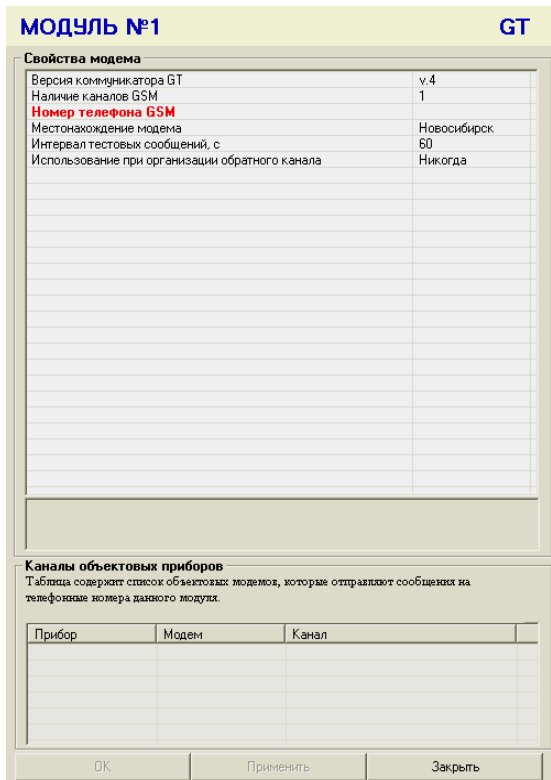 МОДУЛЬ №1 GT
Свойства модема
Версия коммуникатора GT v.4
Наличие каналов GSM 1
Номер телефона GSM
Местонахождение модема Новосибирск
Интервал тестовых сообщений, с 60
Использование при организации обратного канала Никогда
Каналы объектовых приборов
Таблица содержит список объектовых модемов, которые отправляют сообщения на
телефонные номера данного модуля.
Прибор Модем Канал
OK Применить Закрыть